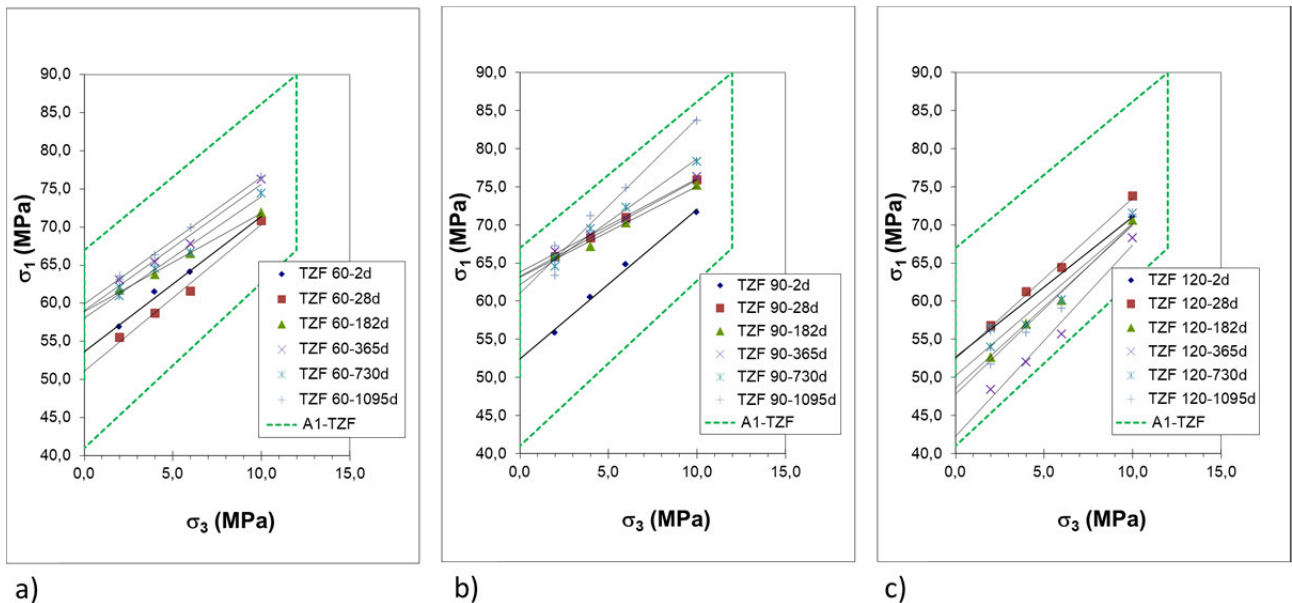 90,0
85,0
80,0
75,0
70,0
65,0
60,0
55,0
50,0
45,0
40,0
σ1 (MPa)
0,0 5,0 10,0 15,0
σ3 (MPa)
TZF 60-2d
TZF 60-28d
TZF 60-182d
TZF 60-365d
TZF 60-730d
TZF 60-1095d
A1-TZF
a)
90,0
85,0
80,0
75,0
70,0
65,0
60,0
55,0
50,0
45,0
40,0
σ1 (MPa)
0,0 5,0 10,0 15,0
σ3 (MPa)
TZF 90-2d
TZF 90-28d
TZF 90-182d
TZF 90-365d
TZF 90-730d
TZF 90-1095d
A1-TZF
b)
90,0
85,0
80,0
75,0
70,0
65,0
60,0
55,0
50,0
45,0
40,0
σ1 (MPa)
0,0 5,0 10,0 15,0
σ3 (MPa)
TZF 120-2d
TZF 120-28d
TZF 120-182d
TZF 120-365d
TZF 120-730d
TZF 120-1095d
A1-TZF
c)